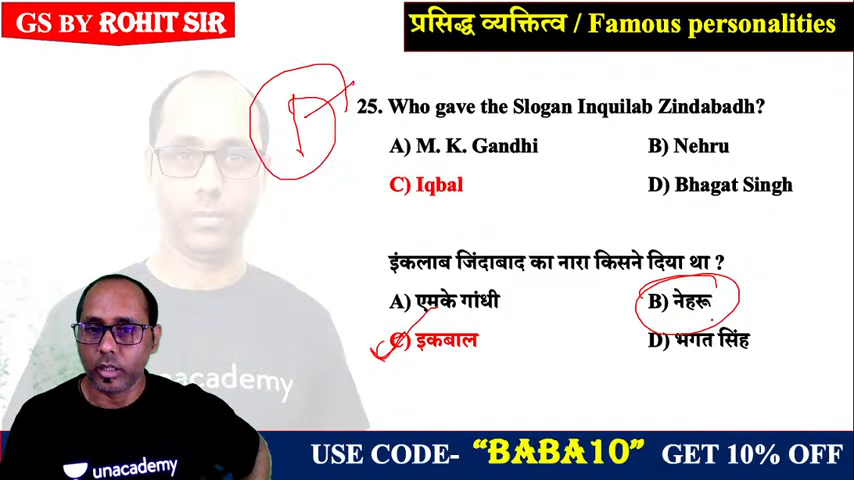 GS BY ROHIT SIR
प्रसिद्ध व्यक्तित्व / Famous personalities
25. Who gave the Slogan Inquilab Zindabadh?
A) M. K. Gandhi
B) Nehru
C) Iqbal
D) Bhagat Singh
इंकलाब जिंदाबाद का नारा किसने दिया था ?
A) एमके गांधी
B) नेहरू
C) इकबाल
D) भगत सिंह
unacademy
USE CODE- “BABA10” GET 10% OFF